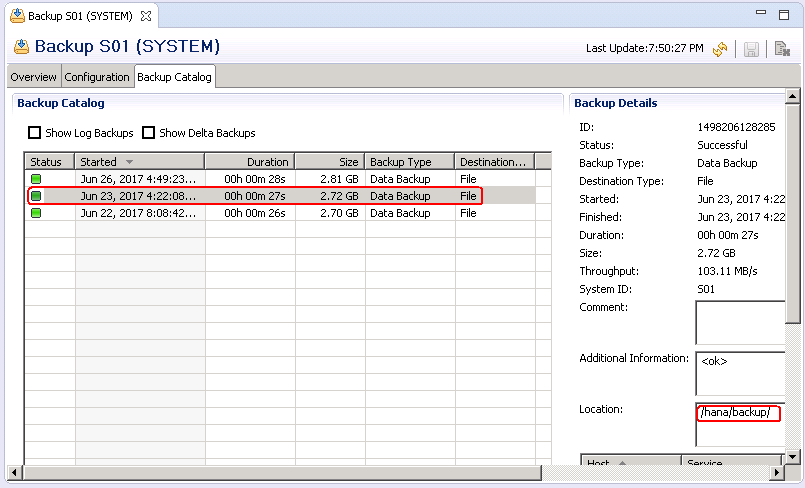 Backup S01 (SYSTEM)
Backup S01 (SYSTEM) Last Update:7:50:27 PM
Overview Configuration Backup Catalog
Backup Catalog
Show Log Backups Show Delta Backups
Status Started Duration Size Backup Type Destination...
Jun 26, 2017 4:49:23... 00h 00m 28s 2.81 GB Data Backup File
Jun 23, 2017 4:22:08... 00h 00m 27s 2.72 GB Data Backup File
Jun 22, 2017 8:08:42... 00h 00m 26s 2.70 GB Data Backup File
Backup Details
ID: 1498206128285
Status: Successful
Backup Type: Data Backup
Destination Type: File
Started: Jun 23, 2017 4:22
Finished: Jun 23, 2017 4:22
Duration: 00h 00m 27s
Size: 2.72 GB
Throughput: 103.11 MB/s
System ID: S01
Comment:
Additional Information: <ok>
Location: /hana/backup/
Host Service